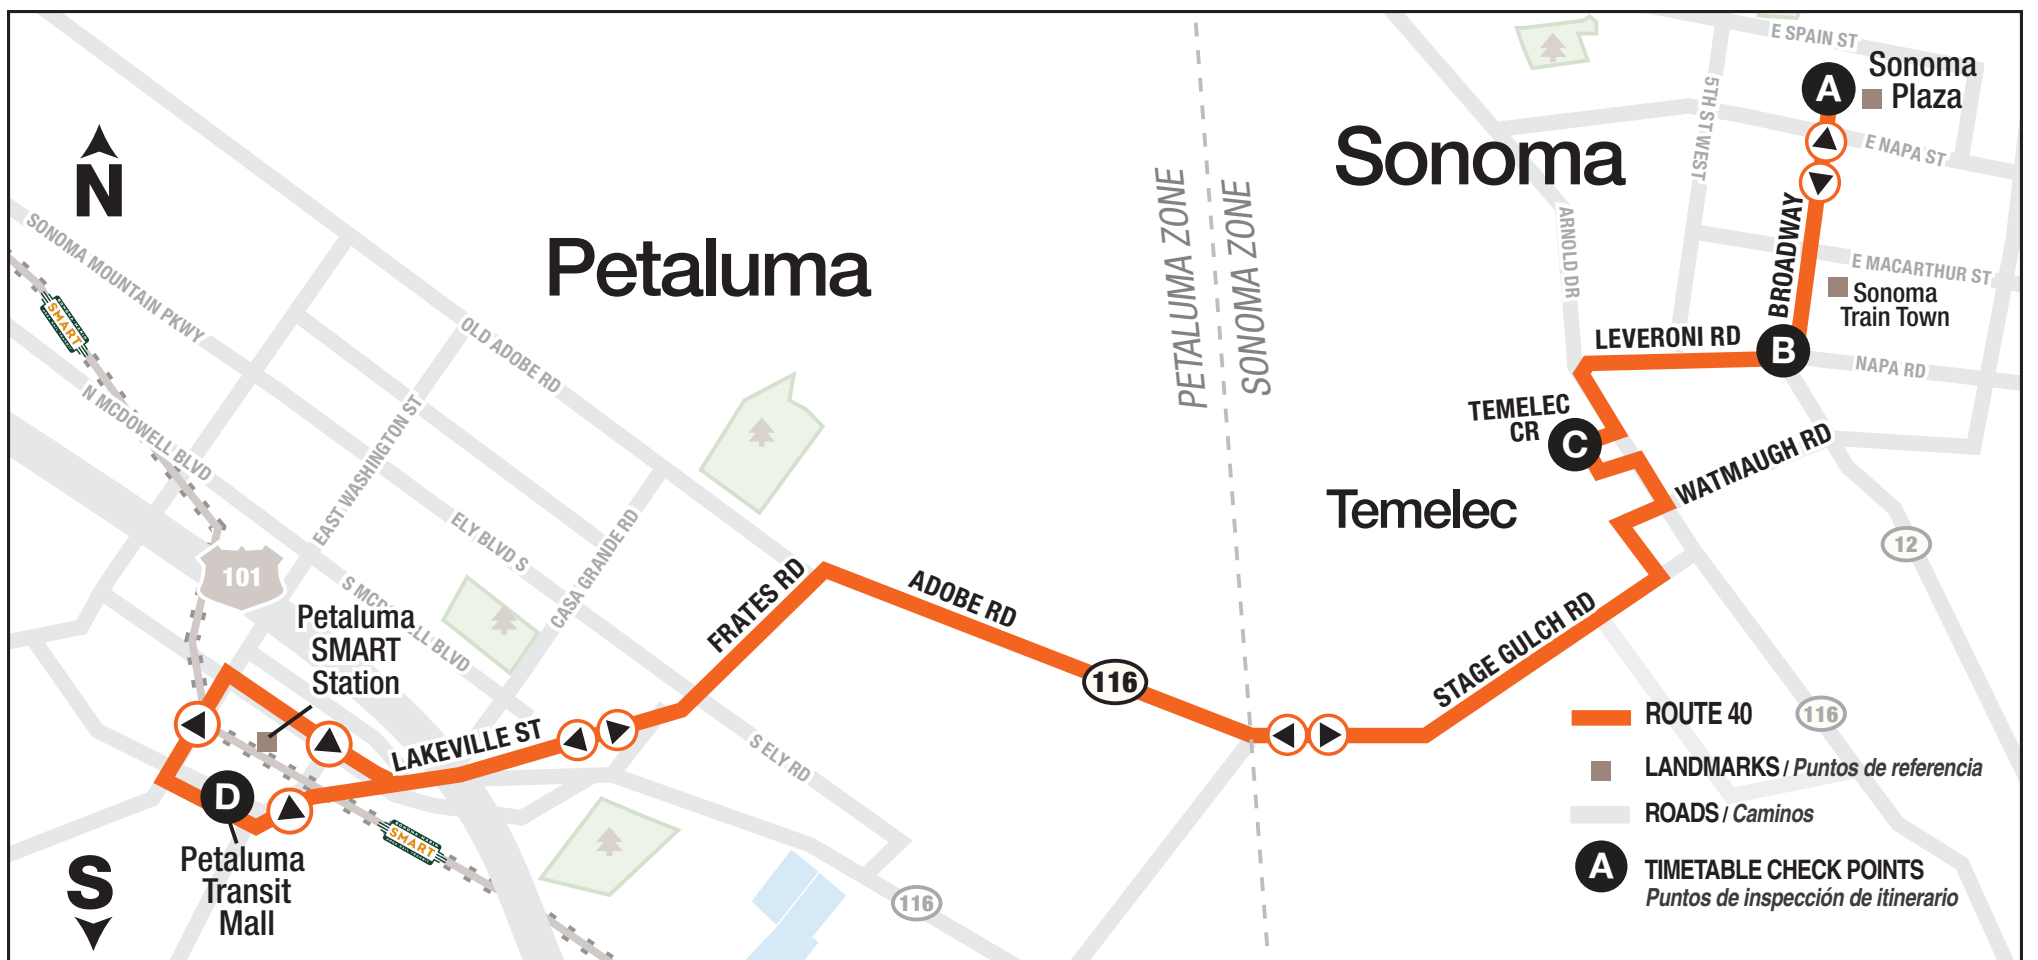 N
S
Petaluma
Sonoma
Temelec
PETALUMA ZONE
SONOMA ZONE
E SPAIN ST
A
Sonoma
Plaza
E NAPA ST
5TH ST WEST
BROADWAY
E MACARTHUR ST
Sonoma
Train Town
ARNOLD DR
LEVERONI RD
B
NAPA RD
TEMELEC
CR
C
WATMAUGH RD
12
SONOMA MOUNTAIN PKWY
SMART
N MCDOWELL BLVD
OLD ADOBE RD
EAST WASHINGTON ST
ELY BLVD S
CASA GRANDE RD
101
S MCDOWELL BLVD
Petaluma
SMART
Station
FRATES RD
ADOBE RD
116
STAGE GULCH RD
LAKEVILLE ST
S ELY RD
D
Petaluma
Transit
Mall
SMART
116
116
ROUTE 40
LANDMARKS / Puntos de referencia
ROADS / Caminos
A
TIMETABLE CHECK POINTS
Puntos de inspección de itinerario